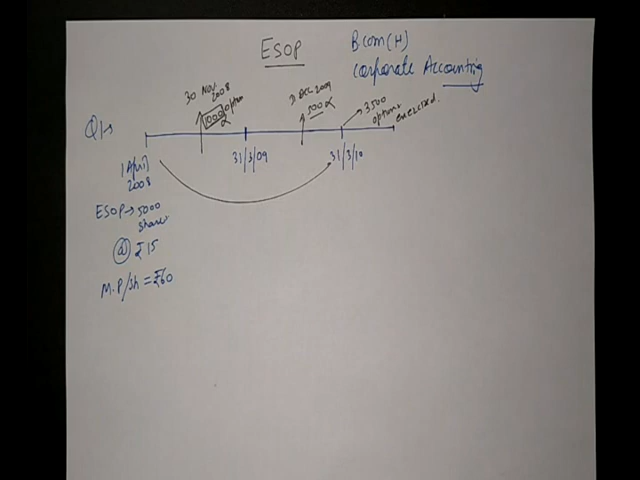 ESOP
B.Com(H)
Corporate Accounting
Q1→
30 NOV
2008
1000 option
31 Dec 2009
500
3500
options
exercised.
1 April
2008
31/3/09
31/3/10
ESOP → 5000
shares
@ ₹15
M.P/sh = ₹60